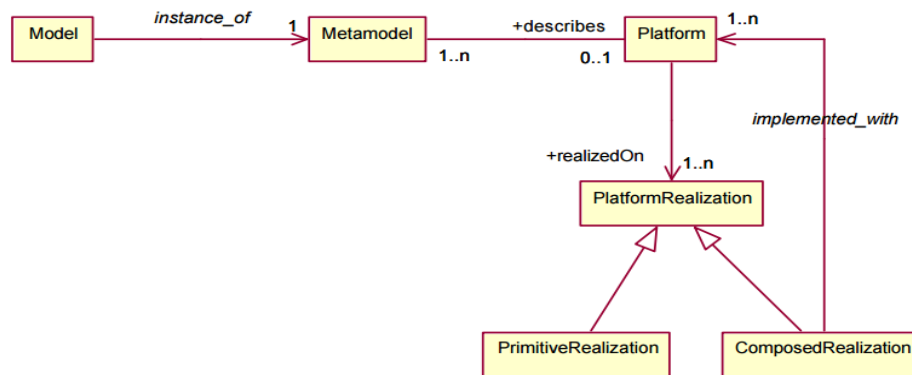 instance_of
1..n
Model
1
Metamodel
+describes
Platform
1..n
0..1
implemented_with
+realizedOn
1..n
PlatformRealization
PrimitiveRealization
ComposedRealization